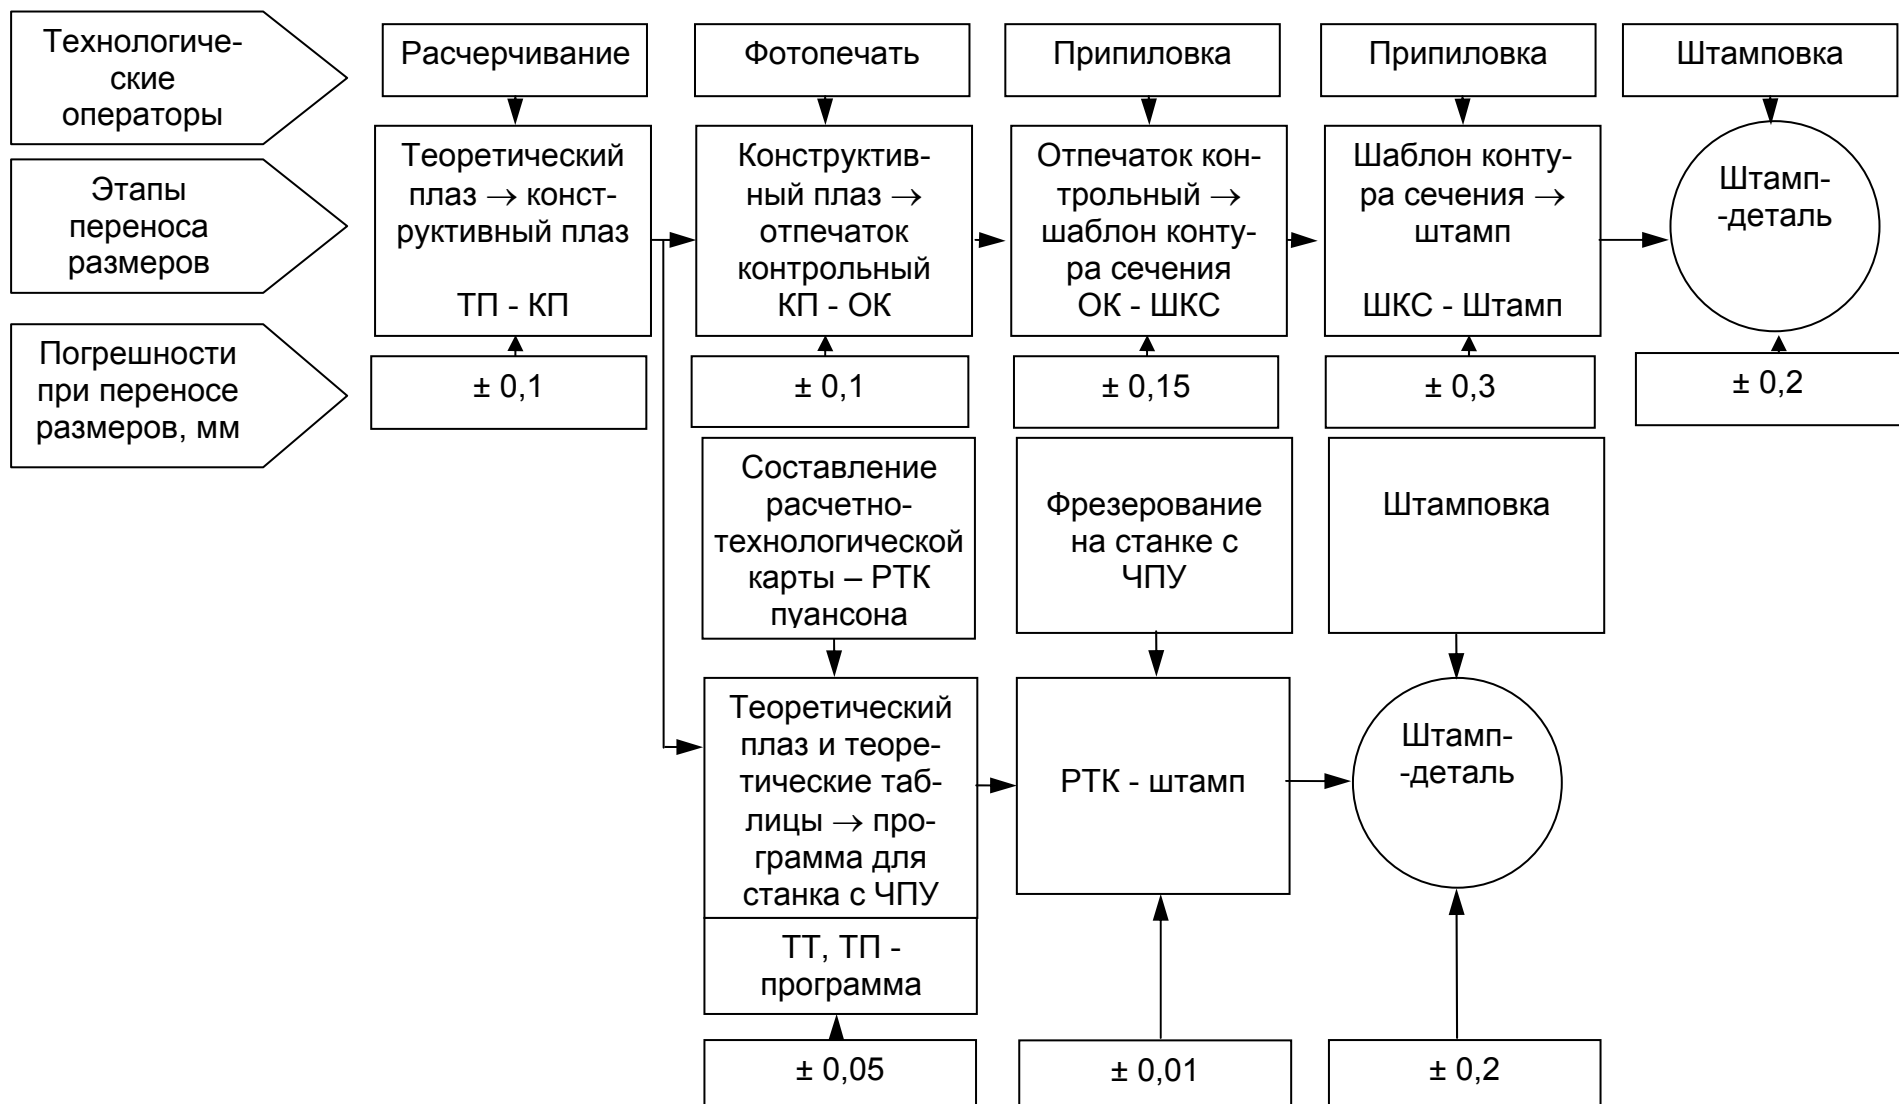 Технологиче-
ские
операторы
Расчерчивание
Фотопечать
Припиловка
Припиловка
Штамповка
Этапы
переноса
размеров
Теоретический
плаз → конст-
руктивный плаз
ТП - КП
Конструктив-
ный плаз →
отпечаток
контрольный
КП - ОК
Отпечаток кон-
трольный →
шаблон конту-
ра сечения
ОК - ШКС
Шаблон конту-
ра сечения →
штамп
ШКС - Штамп
Штамп-
-деталь
Погрешности
при переносе
размеров, мм
± 0,1
± 0,1
± 0,15
± 0,3
± 0,2
Составление
расчетно-
технологической
карты – РТК
пуансона
Фрезерование
на станке с
ЧПУ
Штамповка
Теоретический
плаз и теоре-
тические таб-
лицы → про-
грамма для
станка с ЧПУ
ТТ, ТП -
программа
РТК - штамп
Штамп-
-деталь
± 0,05
± 0,01
± 0,2